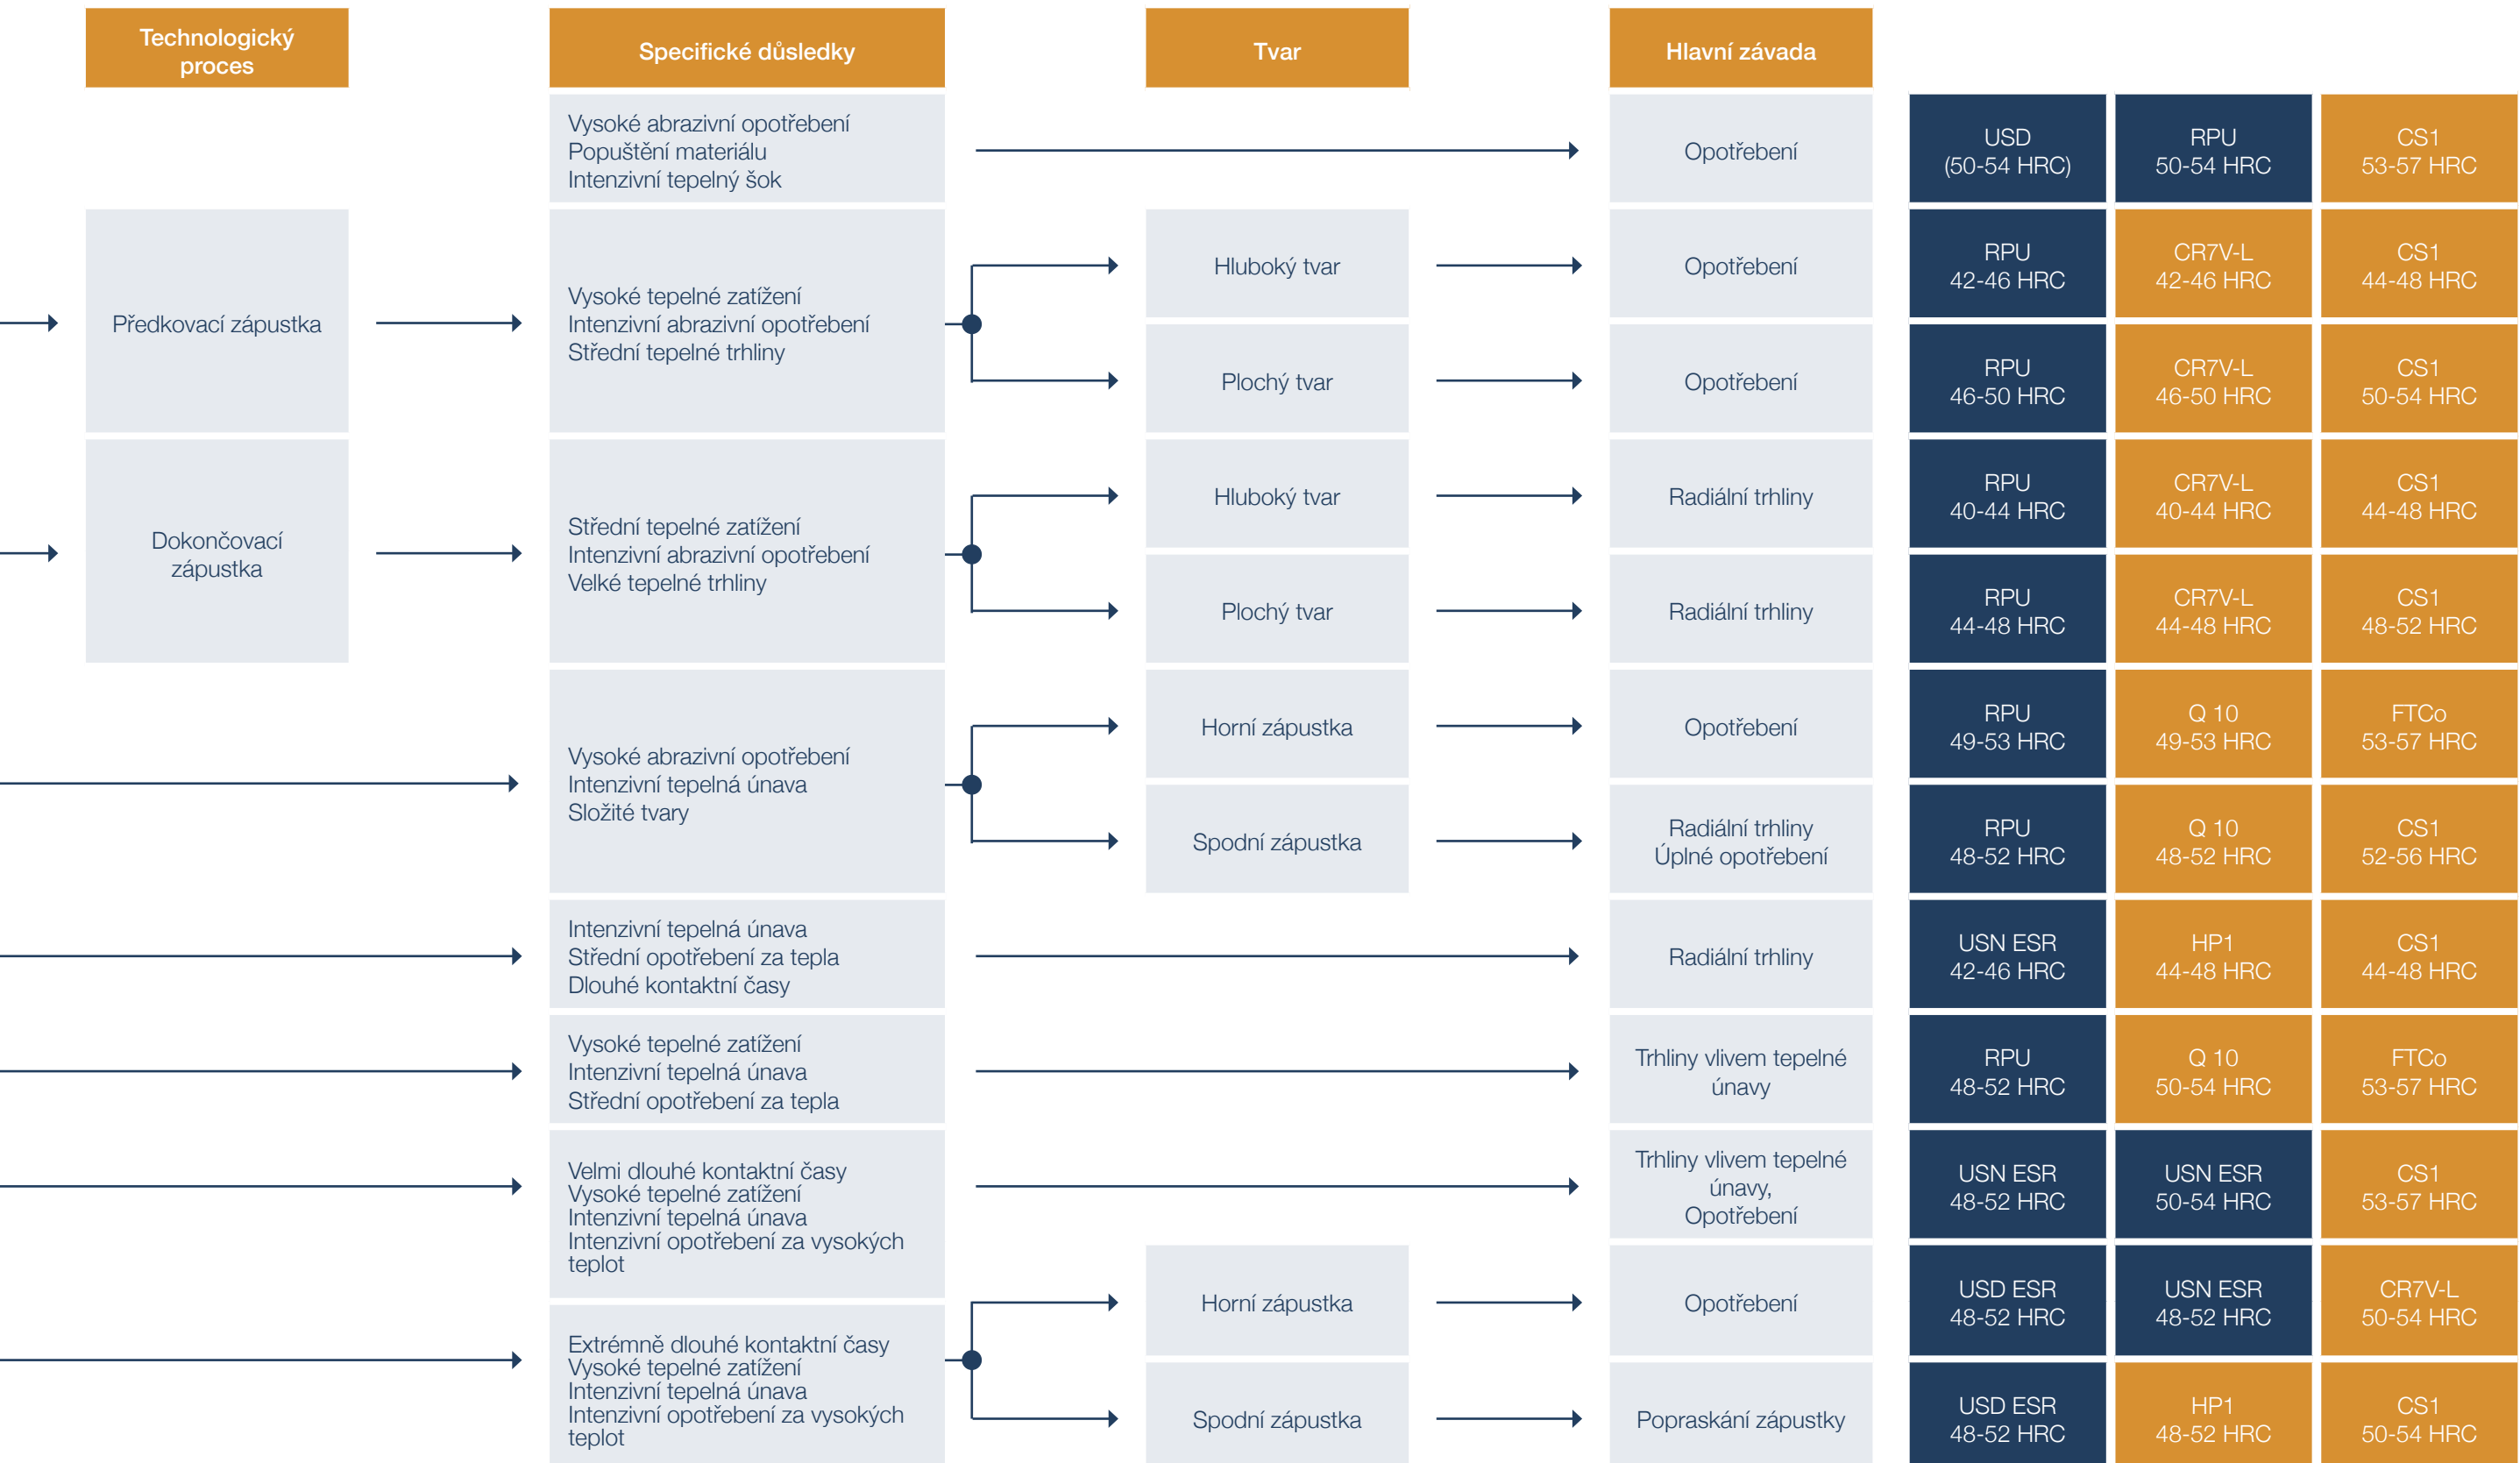 Technologický
proces
Specifické důsledky
Tvar
Hlavní závada
Vysoké abrazivní opotřebení
Popuštění materiálu
Intenzivní tepelný šok
Opotřebení
USD
(50-54 HRC)
RPU
50-54 HRC
CS1
53-57 HRC
Předkovací zápustka
Vysoké tepelné zatížení
Intenzivní abrazivní opotřebení
Střední tepelné trhliny
Hluboký tvar
Opotřebení
RPU
42-46 HRC
CR7V-L
42-46 HRC
CS1
44-48 HRC
Plochý tvar
Opotřebení
RPU
46-50 HRC
CR7V-L
46-50 HRC
CS1
50-54 HRC
Dokončovací
zápustka
Střední tepelné zatížení
Intenzivní abrazivní opotřebení
Velké tepelné trhliny
Hluboký tvar
Radiální trhliny
RPU
40-44 HRC
CR7V-L
40-44 HRC
CS1
44-48 HRC
Plochý tvar
Radiální trhliny
RPU
44-48 HRC
CR7V-L
44-48 HRC
CS1
48-52 HRC
Vysoké abrazivní opotřebení
Intenzivní tepelná únava
Složité tvary
Horní zápustka
Opotřebení
RPU
49-53 HRC
Q 10
49-53 HRC
FTCo
53-57 HRC
Spodní zápustka
Radiální trhliny
Úplné opotřebení
RPU
48-52 HRC
Q 10
48-52 HRC
CS1
52-56 HRC
Intenzivní tepelná únava
Střední opotřebení za tepla
Dlouhé kontaktní časy
Radiální trhliny
USN ESR
42-46 HRC
HP1
44-48 HRC
CS1
44-48 HRC
Vysoké tepelné zatížení
Intenzivní tepelná únava
Střední opotřebení za tepla
Trhliny vlivem tepelné
únavy
RPU
48-52 HRC
Q 10
50-54 HRC
FTCo
53-57 HRC
Velmi dlouhé kontaktní časy
Vysoké tepelné zatížení
Intenzivní tepelná únava
Intenzivní opotřebení za vysokých
teplot
Trhliny vlivem tepelné
únavy,
Opotřebení
USN ESR
48-52 HRC
USN ESR
50-54 HRC
CS1
53-57 HRC
Extrémně dlouhé kontaktní časy
Vysoké tepelné zatížení
Intenzivní tepelná únava
Intenzivní opotřebení za vysokých
teplot
Horní zápustka
Opotřebení
USD ESR
48-52 HRC
USN ESR
48-52 HRC
CR7V-L
50-54 HRC
Spodní zápustka
Popraskání zápustky
USD ESR
48-52 HRC
HP1
48-52 HRC
CS1
50-54 HRC